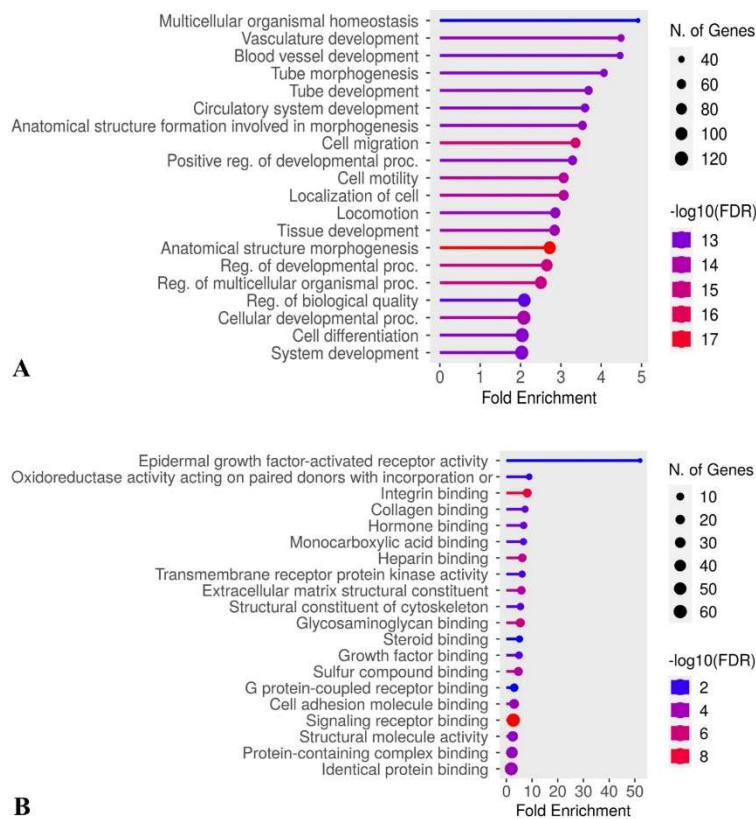 Multicellular organismal homeostasis
Vasculature development
Blood vessel development
Tube morphogenesis
Tube development
Circulatory system development
Anatomical structure formation involved in morphogenesis
Cell migration
Positive reg. of developmental proc.
Cell motility
Localization of cell
Locomotion
Tissue development
Anatomical structure morphogenesis
Reg. of developmental proc.
Reg. of multicellular organismal proc.
Reg. of biological quality
Cellular developmental proc.
Cell differentiation
System development
0 1 2 3 4 5
Fold Enrichment
N. of Genes
40
60
80
100
120
-log10(FDR)
13
14
15
16
17
A
Epidermal growth factor-activated receptor activity
Oxidoreductase activity acting on paired donors with incorporation or
Integrin binding
Collagen binding
Hormone binding
Monocarboxylic acid binding
Heparin binding
Transmembrane receptor protein kinase activity
Extracellular matrix structural constituent
Structural constituent of cytoskeleton
Glycosaminoglycan binding
Steroid binding
Growth factor binding
Sulfur compound binding
G protein-coupled receptor binding
Cell adhesion molecule binding
Signaling receptor binding
Structural molecule activity
Protein-containing complex binding
Identical protein binding
0 10 20 30 40 50
Fold Enrichment
N. of Genes
10
20
30
40
50
60
-log10(FDR)
2
4
6
8
B